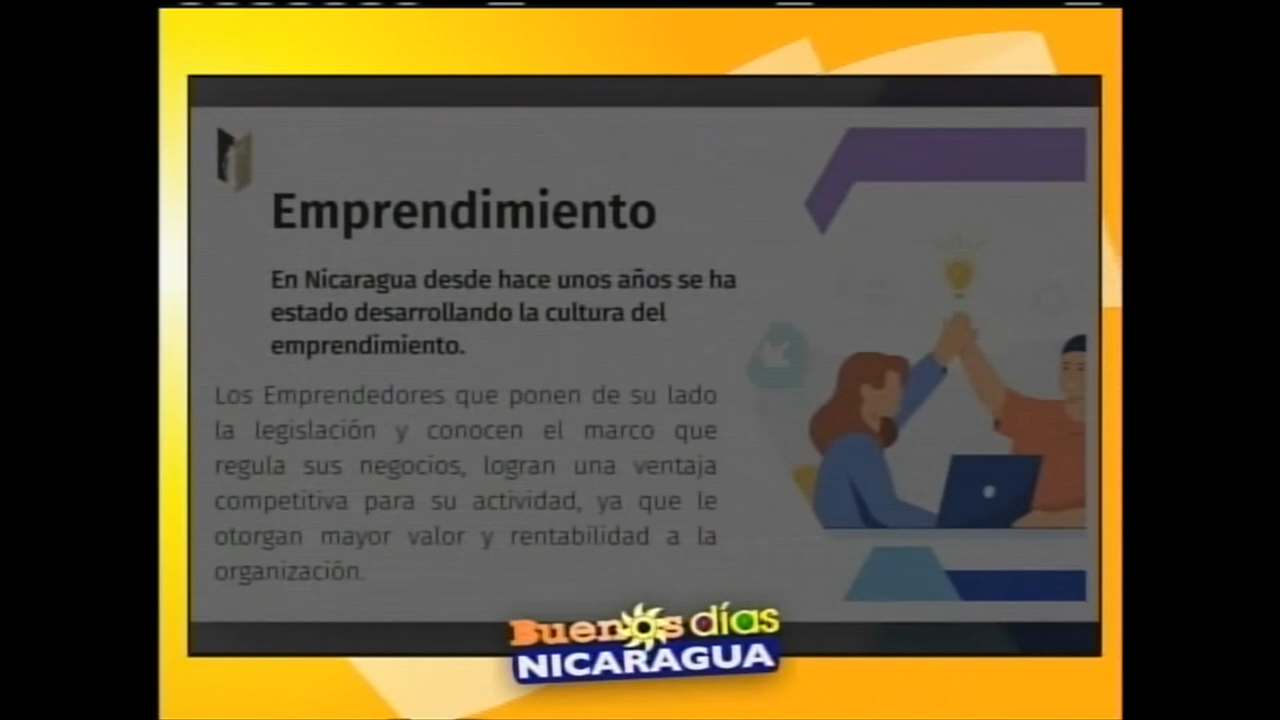 Emprendimiento
En Nicaragua desde hace unos años se ha
estado desarrollando la cultura del
emprendimiento.
Los Emprendedores que ponen de su lado
la legislación y conocen el marco que
regula sus negocios, logran una ventaja
competitiva para su actividad, ya que le
otorgan mayor valor y rentabilidad a la
organización.
Buenos días
NICARAGUA